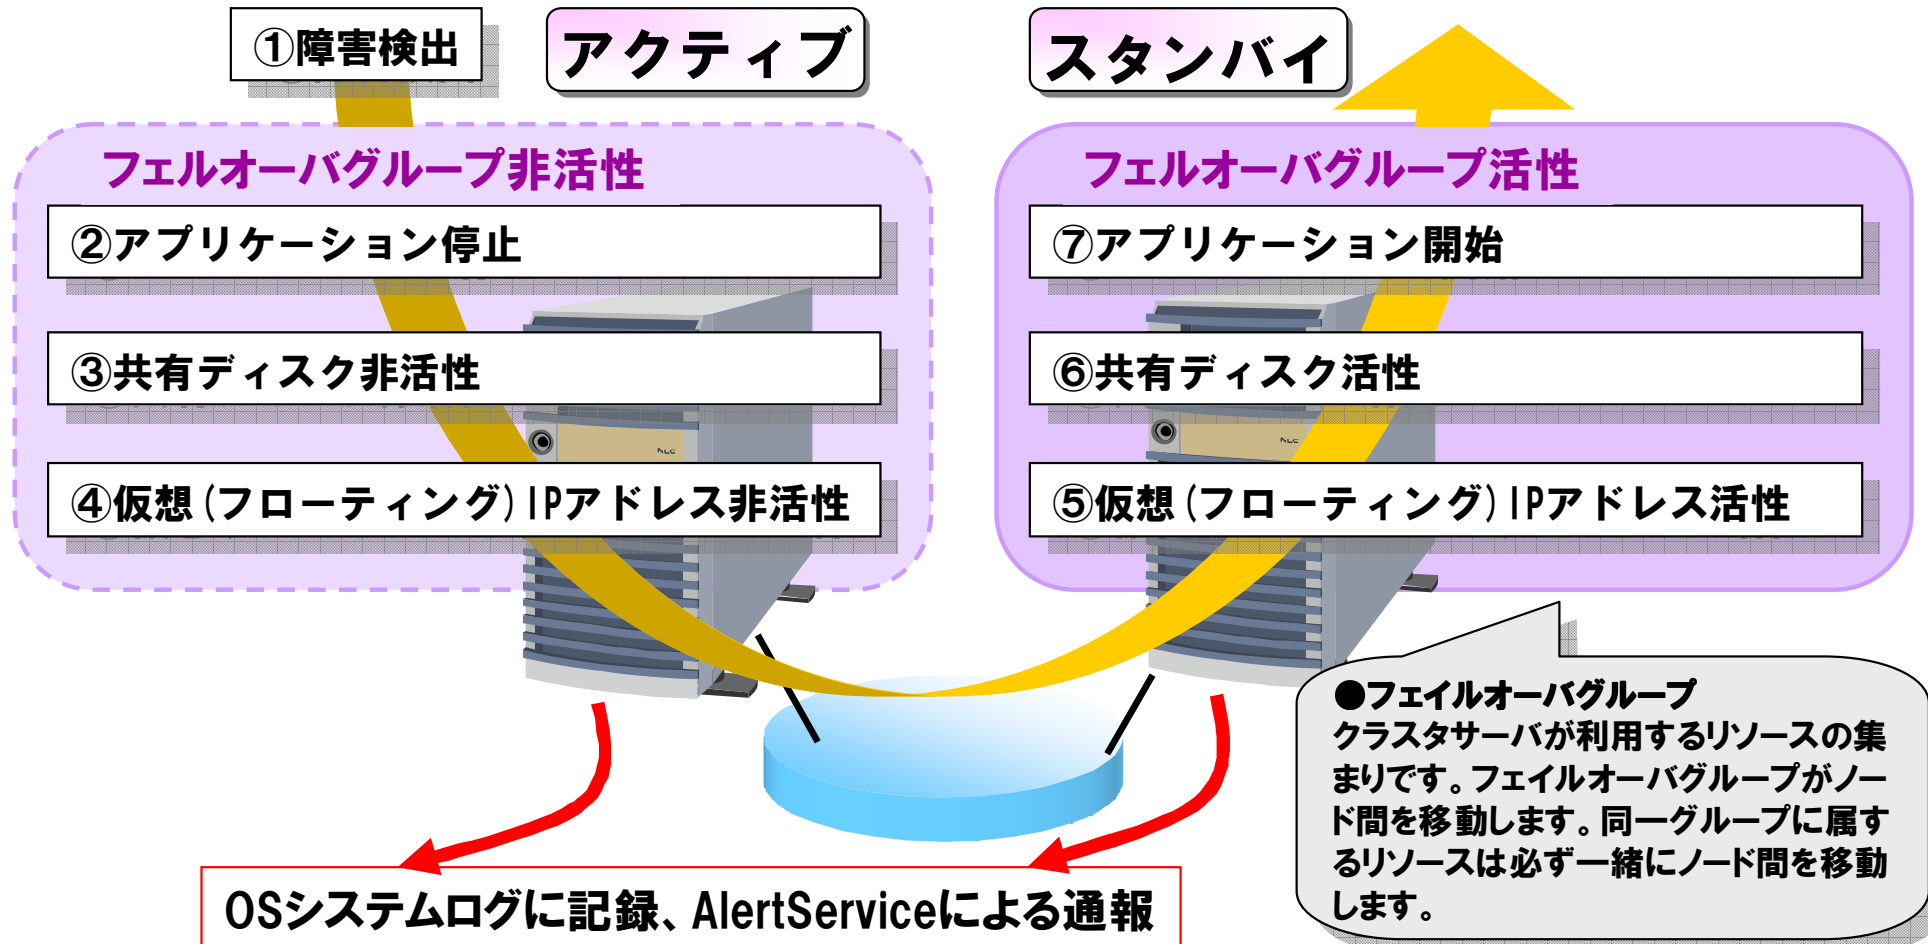 ①障害検出
アクティブ
スタンバイ
フェルオーバグループ非活性
②アプリケーション停止
③共有ディスク非活性
④仮想(フローティング)IPアドレス非活性
フェルオーバグループ活性
⑦アプリケーション開始
⑥共有ディスク活性
⑤仮想(フローティング)IPアドレス活性
NEC
NEC
●フェイルオーバグループ
クラスタサーバが利用するリソースの集
まりです。フェイルオーバグループがノー
ド間を移動します。同一グループに属す
るリソースは必ず一緒にノード間を移動
します。
OSシステムログに記録、AlertServiceによる通報